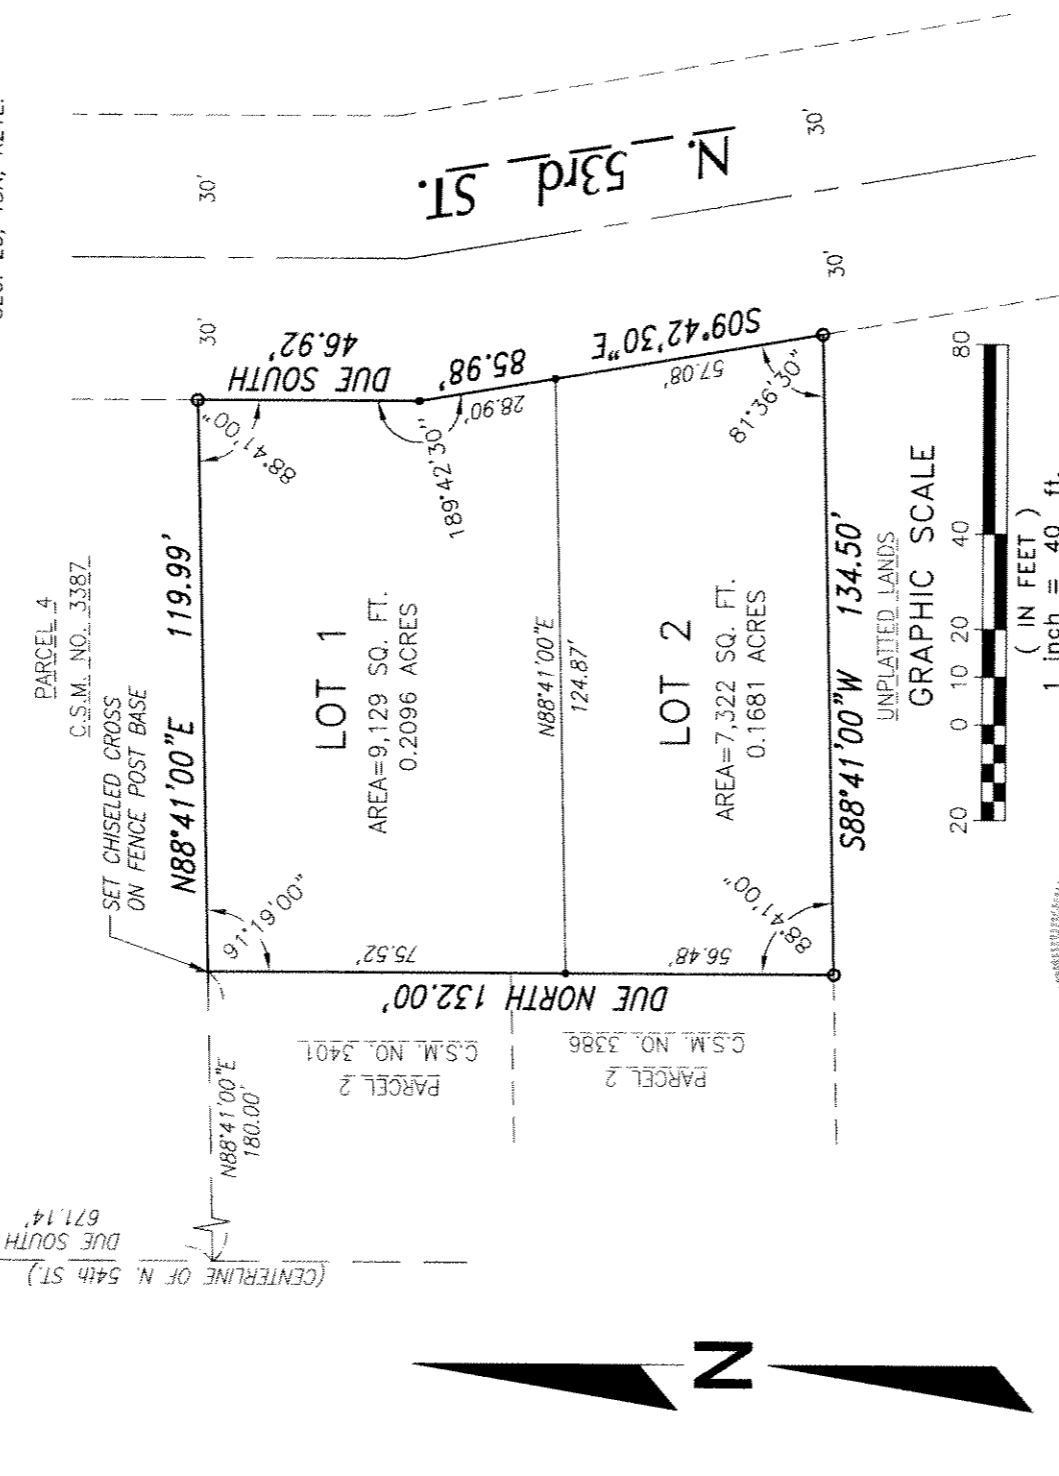 PARCEL 4
C.S.M. NO. 3387
SET CHISELED CROSS
ON FENCE POST BASE
N88°41'00"E 119.99'
30'
30'
30'
DUE SOUTH
46.92'
88°41'00"
91°19'00"
189°42'30"
85.98'
28.90'
S09°42'30"E
57.08'
81°36'30"
N. 53rd ST.
30'
30'
LOT 1
AREA=9,129 SQ. FT.
0.2096 ACRES
75.52'
N88°41'00"E
124.87'
LOT 2
AREA=7,322 SQ. FT.
0.1681 ACRES
56.48'
88°41'00"
DUE NORTH 132.00'
PARCEL 2
C.S.M. NO. 3401
PARCEL 2
C.S.M. NO. 3386
N88°41'00"E
180.00'
DUE SOUTH
671.14'
(CENTERLINE OF N. 54th ST.)
S88°41'00"W 134.50'
UNPLATTED LANDS
GRAPHIC SCALE
20 0 10 20 40 80
( IN FEET )
1 inch = 40 ft.
N